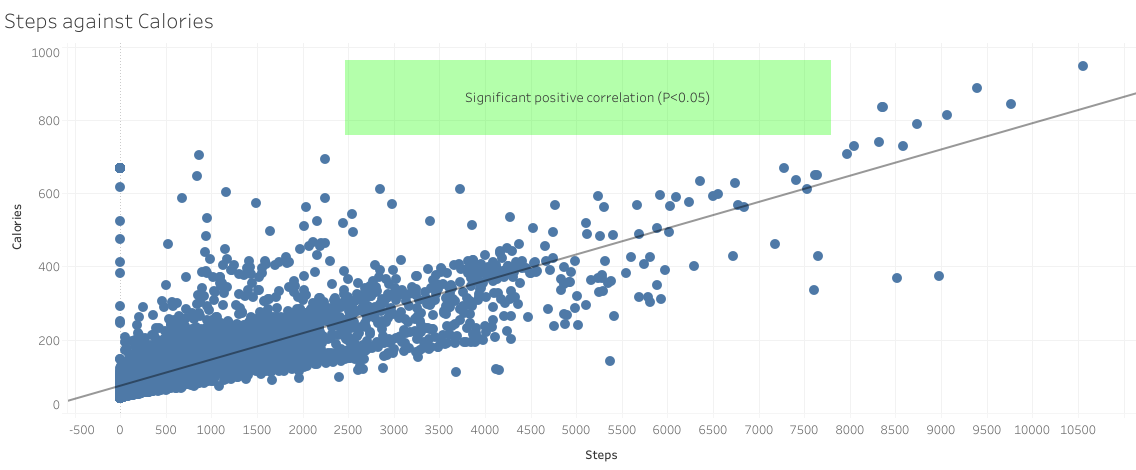 Steps against Calories
1000
800
600
400
200
0
Calories
Significant positive correlation (P<0.05)
-500 0 500 1000 1500 2000 2500 3000 3500 4000 4500 5000 5500 6000 6500 7000 7500 8000 8500 9000 9500 10000 10500
Steps